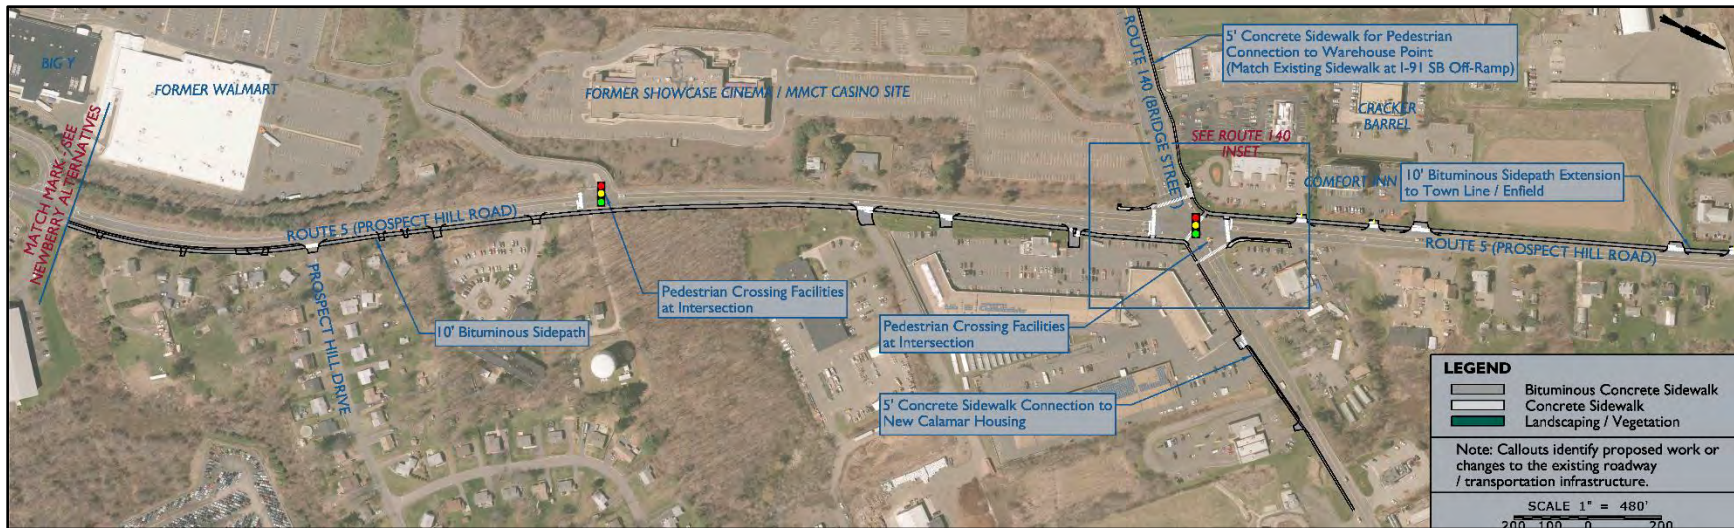 BIG Y
FORMER WALMART
MATCH MARK - SEE
NEWBERRY ALTERNATIVES
FORMER SHOWCASE CINEMA / MMCT CASINO SITE
ROUTE 5 (PROSPECT HILL ROAD)
PROSPECT HILL DRIVE
10' Bituminous Sidepath
Pedestrian Crossing Facilities
at Intersection
ROUTE 140 (BRIDGE STREET)
5' Concrete Sidewalk for Pedestrian
Connection to Warehouse Point
(Match Existing Sidewalk at I-91 SB Off-Ramp)
SEE ROUTE 140
INSET
CRACKER
BARREL
COMFORT INN
10' Bituminous Sidepath Extension
to Town Line / Enfield
ROUTE 5 (PROSPECT HILL ROAD)
Pedestrian Crossing Facilities
at Intersection
5' Concrete Sidewalk Connection to
New Calamar Housing
LEGEND
Bituminous Concrete Sidewalk
Concrete Sidewalk
Landscaping / Vegetation
Note: Callouts identify proposed work or
changes to the existing roadway
/ transportation infrastructure.
SCALE 1" = 480'
200 100 0 200